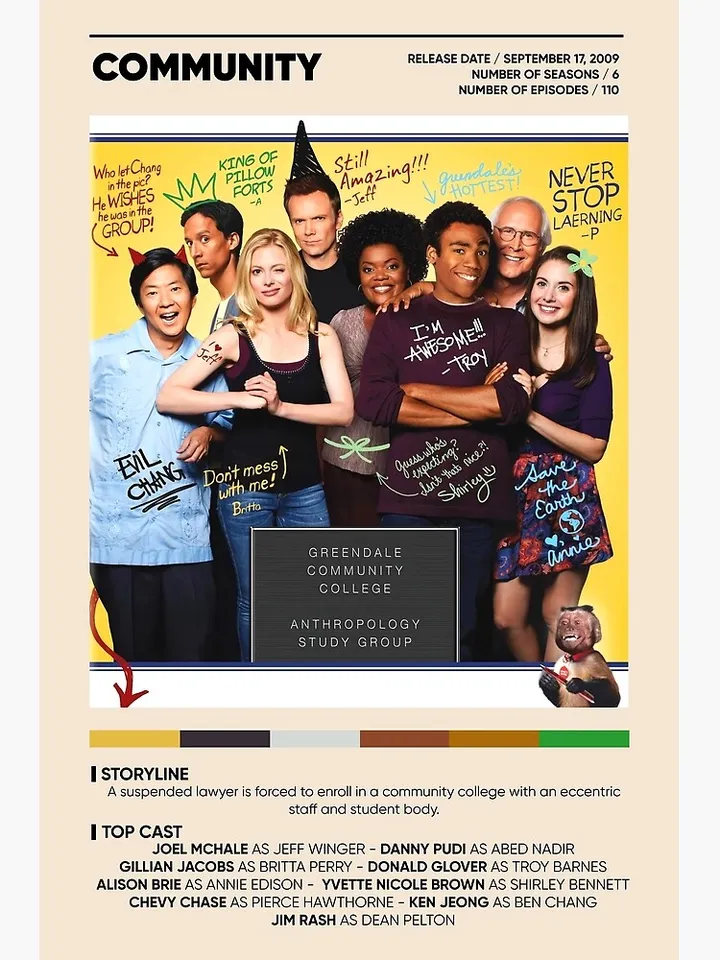 COMMUNITY
RELEASE DATE / SEPTEMBER 17, 2009
NUMBER OF SEASONS / 6
NUMBER OF EPISODES / 110
Who let Chang
in the pic?
He WISHES
he was in the
GROUP!
KING OF
PILLOW
FORTS
-A
Still
Amazing!!!
-Jeff
greendale's
HOTTEST!
NEVER
STOP
LAERNING
-P
Jeff
I'M
AWESOME!!!
-TROY
EVIL
CHANG
Don't mess
with me!
Britta
Guess who's
expecting?
Isn't that nice?!
Shirley
Save
the
Earth
annie
GREENDALE
COMMUNITY
COLLEGE
ANTHROPOLOGY
STUDY GROUP
STORYLINE
A suspended lawyer is forced to enroll in a community college with an eccentric
staff and student body.
TOP CAST
JOEL MCHALE AS JEFF WINGER - DANNY PUDI AS ABED NADIR
GILLIAN JACOBS AS BRITTA PERRY - DONALD GLOVER AS TROY BARNES
ALISON BRIE AS ANNIE EDISON - YVETTE NICOLE BROWN AS SHIRLEY BENNETT
CHEVY CHASE AS PIERCE HAWTHORNE - KEN JEONG AS BEN CHANG
JIM RASH AS DEAN PELTON